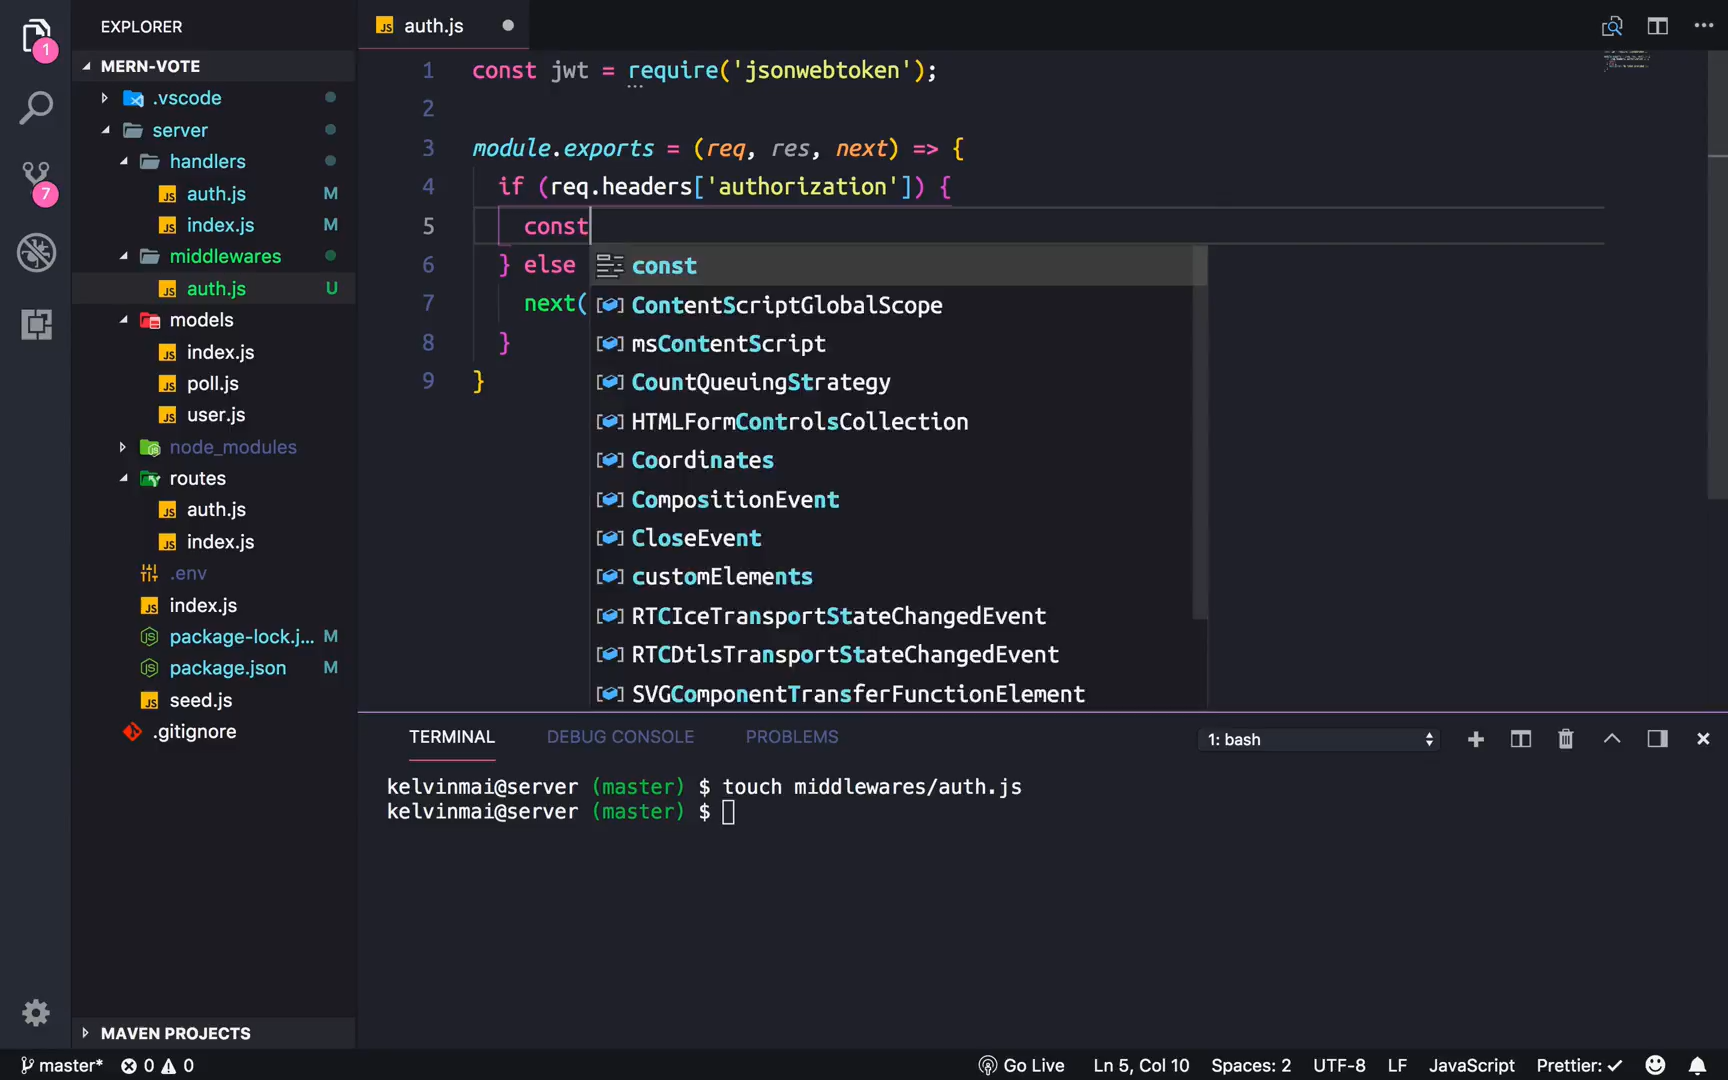 EXPLORER
1
MERN-VOTE
.vscode
server
handlers
auth.js M
index.js M
7
middlewares
auth.js U
models
index.js
poll.js
user.js
node_modules
routes
auth.js
index.js
.env
index.js
package-lock.j... M
package.json M
seed.js
.gitignore
MAVEN PROJECTS
auth.js
1 const jwt = require('jsonwebtoken');
2
3 module.exports = (req, res, next) => {
4 if (req.headers['authorization']) {
5 const
6 } else
7 next(
8 }
9 }
const
ContentScriptGlobalScope
msContentScript
CountQueuingStrategy
HTMLFormControlsCollection
Coordinates
CompositionEvent
CloseEvent
customElements
RTCIceTransportStateChangedEvent
RTCDtlsTransportStateChangedEvent
SVGComponentTransferFunctionElement
TERMINAL DEBUG CONSOLE PROBLEMS 1: bash
kelvinmai@server (master) $ touch middlewares/auth.js
kelvinmai@server (master) $
master* 0 0 Go Live Ln 5, Col 10 Spaces: 2 UTF-8 LF JavaScript Prettier: ✓